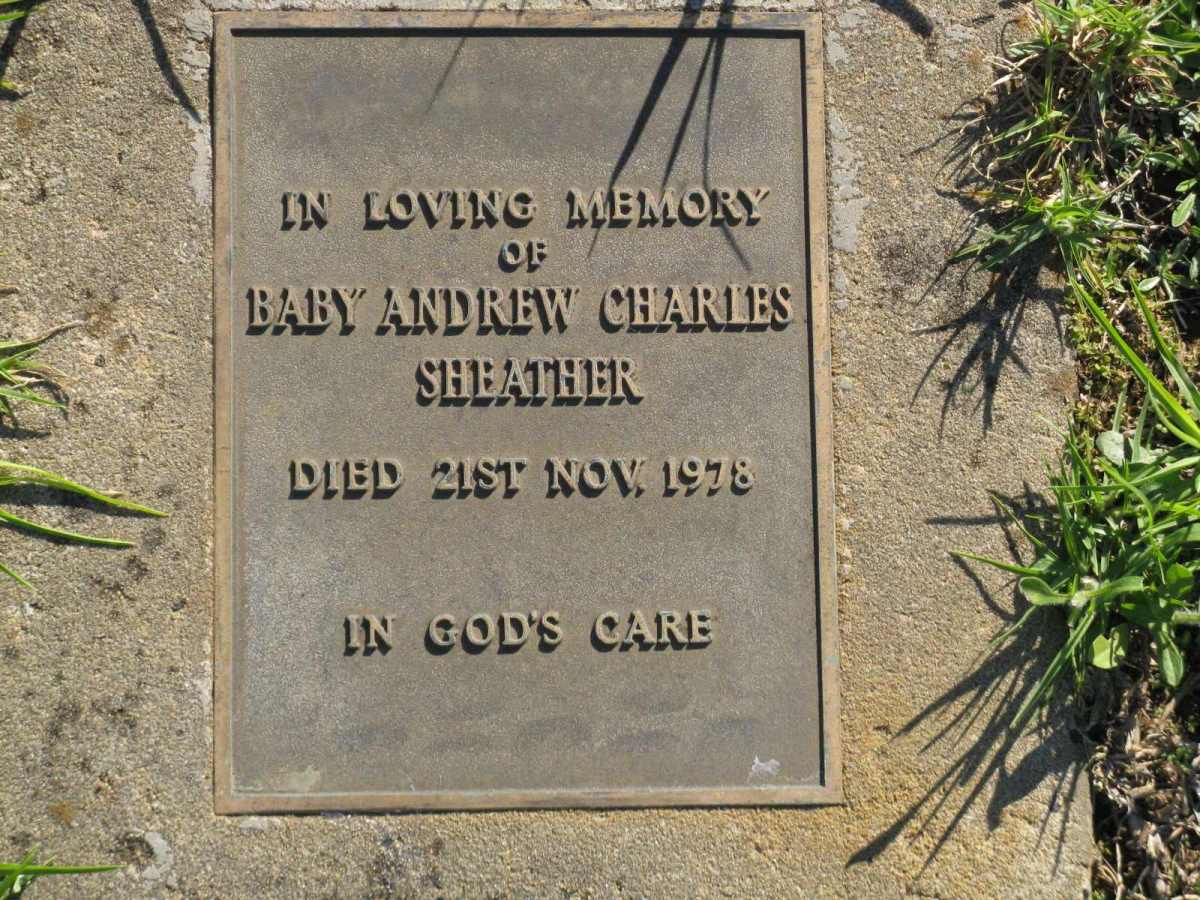 IN LOVING MEMORY
OF
BABY ANDREW CHARLES
SHEATHER
DIED 21ST NOV. 1978
IN GOD'S CARE